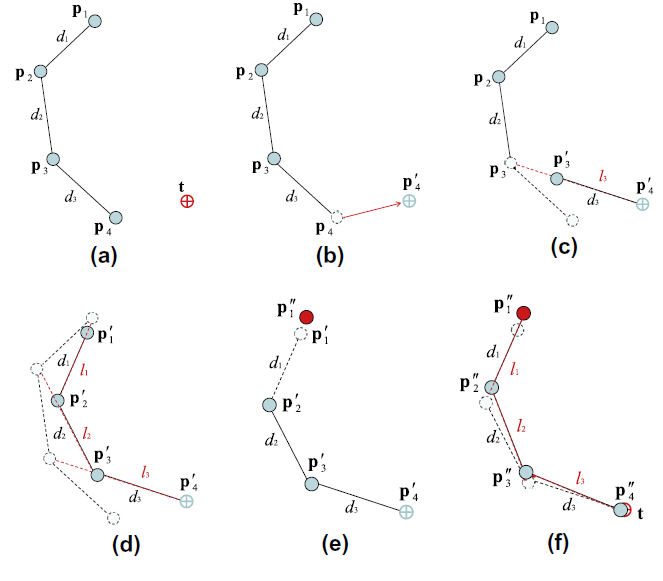 p1
d1
p2
d2
p3
d3
t
p4
(a)
p1
d1
p2
d2
p3
d3
p′4
p4
(b)
p1
d1
p2
d2
p3
p′3
l3
d3
p′4
(c)
p′1
d1
l1
p′2
d2
l2
p′3
l3
d3
p′4
(d)
p″1
p′1
d1
p′2
d2
p′3
d3
p′4
(e)
p″1
d1
l1
p″2
d2
l2
p″3
l3
d3
p″4
t
(f)